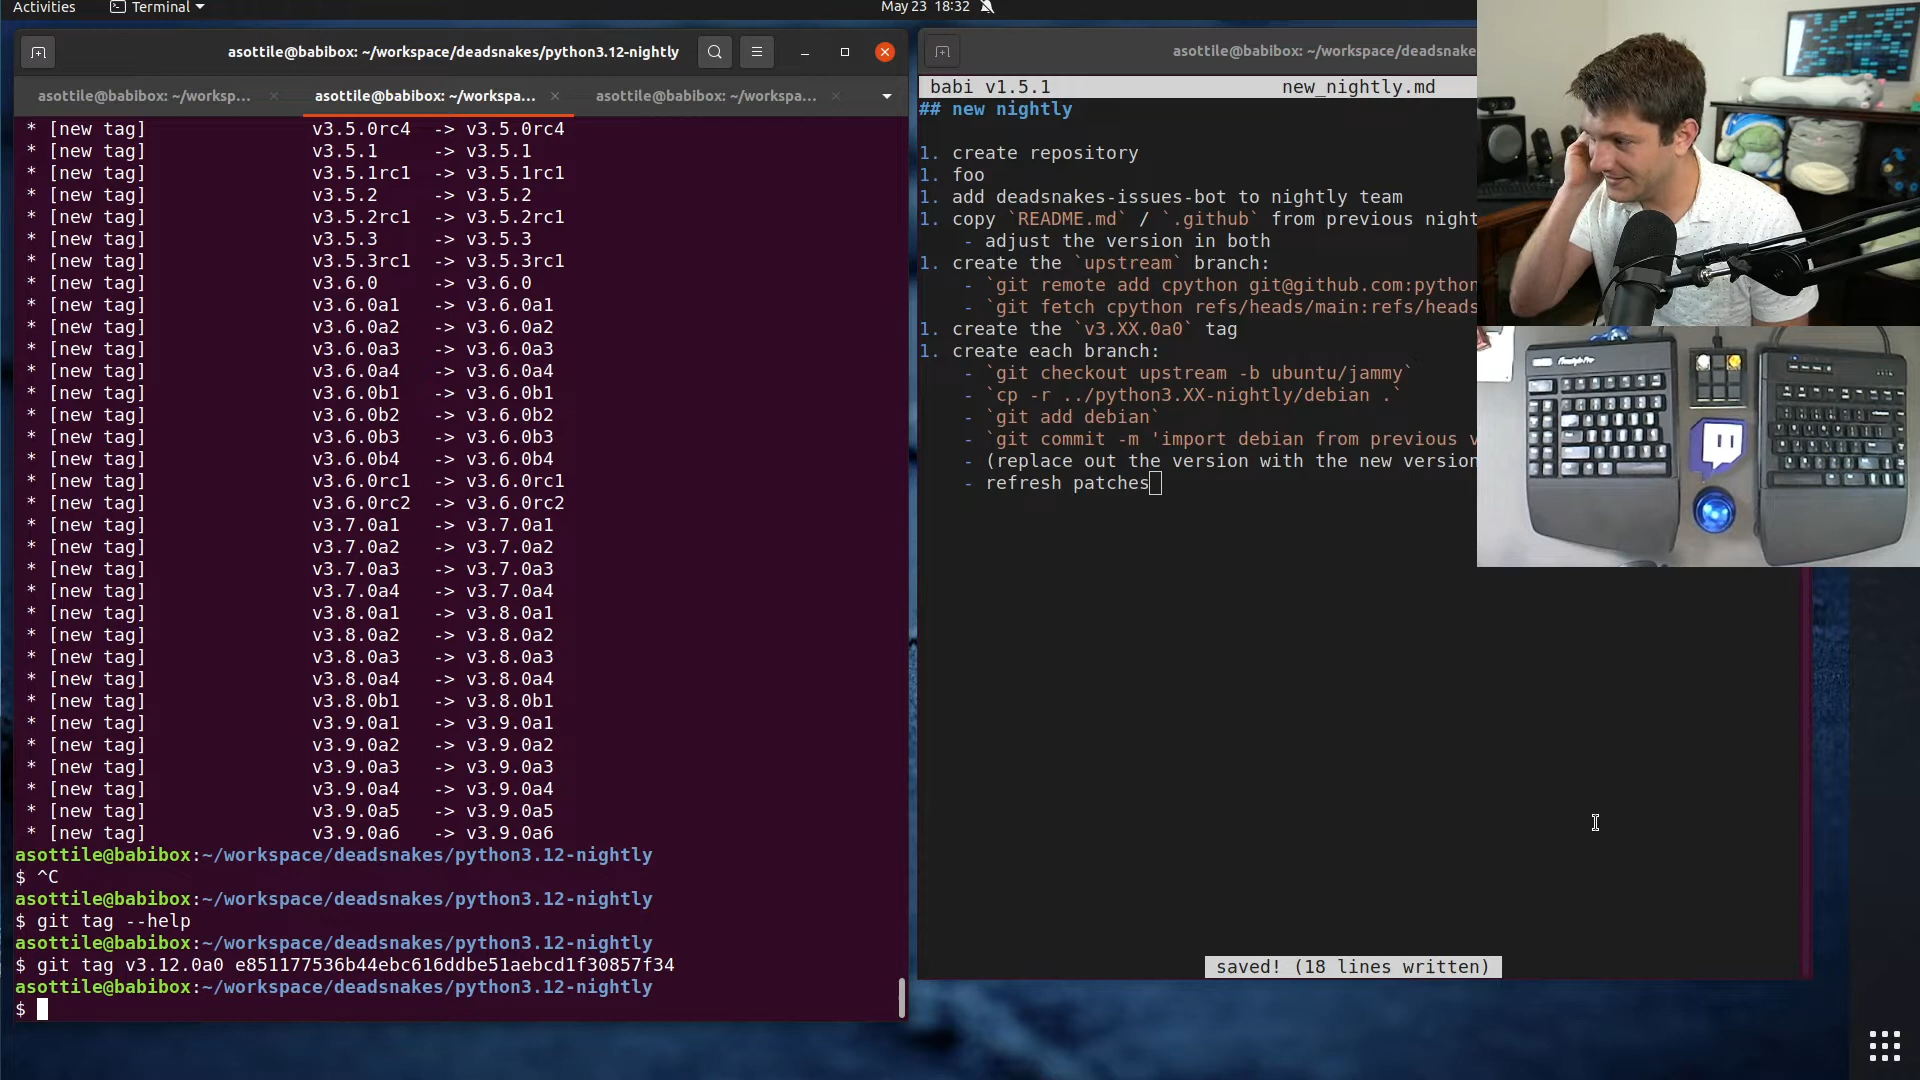 Activities
Terminal
May 23 18:32
asottile@babibox: ~/workspace/deadsnakes/python3.12-nightly
asottile@babibox: ~/worksp...
asottile@babibox: ~/workspa...
asottile@babibox: ~/workspa...
* [new tag] v3.5.0rc4 -> v3.5.0rc4
* [new tag] v3.5.1 -> v3.5.1
* [new tag] v3.5.1rc1 -> v3.5.1rc1
* [new tag] v3.5.2 -> v3.5.2
* [new tag] v3.5.2rc1 -> v3.5.2rc1
* [new tag] v3.5.3 -> v3.5.3
* [new tag] v3.5.3rc1 -> v3.5.3rc1
* [new tag] v3.6.0 -> v3.6.0
* [new tag] v3.6.0a1 -> v3.6.0a1
* [new tag] v3.6.0a2 -> v3.6.0a2
* [new tag] v3.6.0a3 -> v3.6.0a3
* [new tag] v3.6.0a4 -> v3.6.0a4
* [new tag] v3.6.0b1 -> v3.6.0b1
* [new tag] v3.6.0b2 -> v3.6.0b2
* [new tag] v3.6.0b3 -> v3.6.0b3
* [new tag] v3.6.0b4 -> v3.6.0b4
* [new tag] v3.6.0rc1 -> v3.6.0rc1
* [new tag] v3.6.0rc2 -> v3.6.0rc2
* [new tag] v3.7.0a1 -> v3.7.0a1
* [new tag] v3.7.0a2 -> v3.7.0a2
* [new tag] v3.7.0a3 -> v3.7.0a3
* [new tag] v3.7.0a4 -> v3.7.0a4
* [new tag] v3.8.0a1 -> v3.8.0a1
* [new tag] v3.8.0a2 -> v3.8.0a2
* [new tag] v3.8.0a3 -> v3.8.0a3
* [new tag] v3.8.0a4 -> v3.8.0a4
* [new tag] v3.8.0b1 -> v3.8.0b1
* [new tag] v3.9.0a1 -> v3.9.0a1
* [new tag] v3.9.0a2 -> v3.9.0a2
* [new tag] v3.9.0a3 -> v3.9.0a3
* [new tag] v3.9.0a4 -> v3.9.0a4
* [new tag] v3.9.0a5 -> v3.9.0a5
* [new tag] v3.9.0a6 -> v3.9.0a6
asottile@babibox:~/workspace/deadsnakes/python3.12-nightly
$ ^C
asottile@babibox:~/workspace/deadsnakes/python3.12-nightly
$ git tag --help
asottile@babibox:~/workspace/deadsnakes/python3.12-nightly
$ git tag v3.12.0a0 e851177536b44ebc616ddbe51aebcd1f30857f34
asottile@babibox:~/workspace/deadsnakes/python3.12-nightly
$
asottile@babibox: ~/workspace/deadsnake
babi v1.5.1 new_nightly.md
## new nightly
1. create repository
1. foo
1. add deadsnakes-issues-bot to nightly team
1. copy `README.md` / `.github` from previous night
- adjust the version in both
1. create the `upstream` branch:
- `git remote add cpython git@github.com:python
- `git fetch cpython refs/heads/main:refs/heads
1. create the `v3.XX.0a0` tag
1. create each branch:
- `git checkout upstream -b ubuntu/jammy`
- `cp -r ../python3.XX-nightly/debian .`
- `git add debian`
- `git commit -m 'import debian from previous v
- (replace out the version with the new version
- refresh patches
saved! (18 lines written)